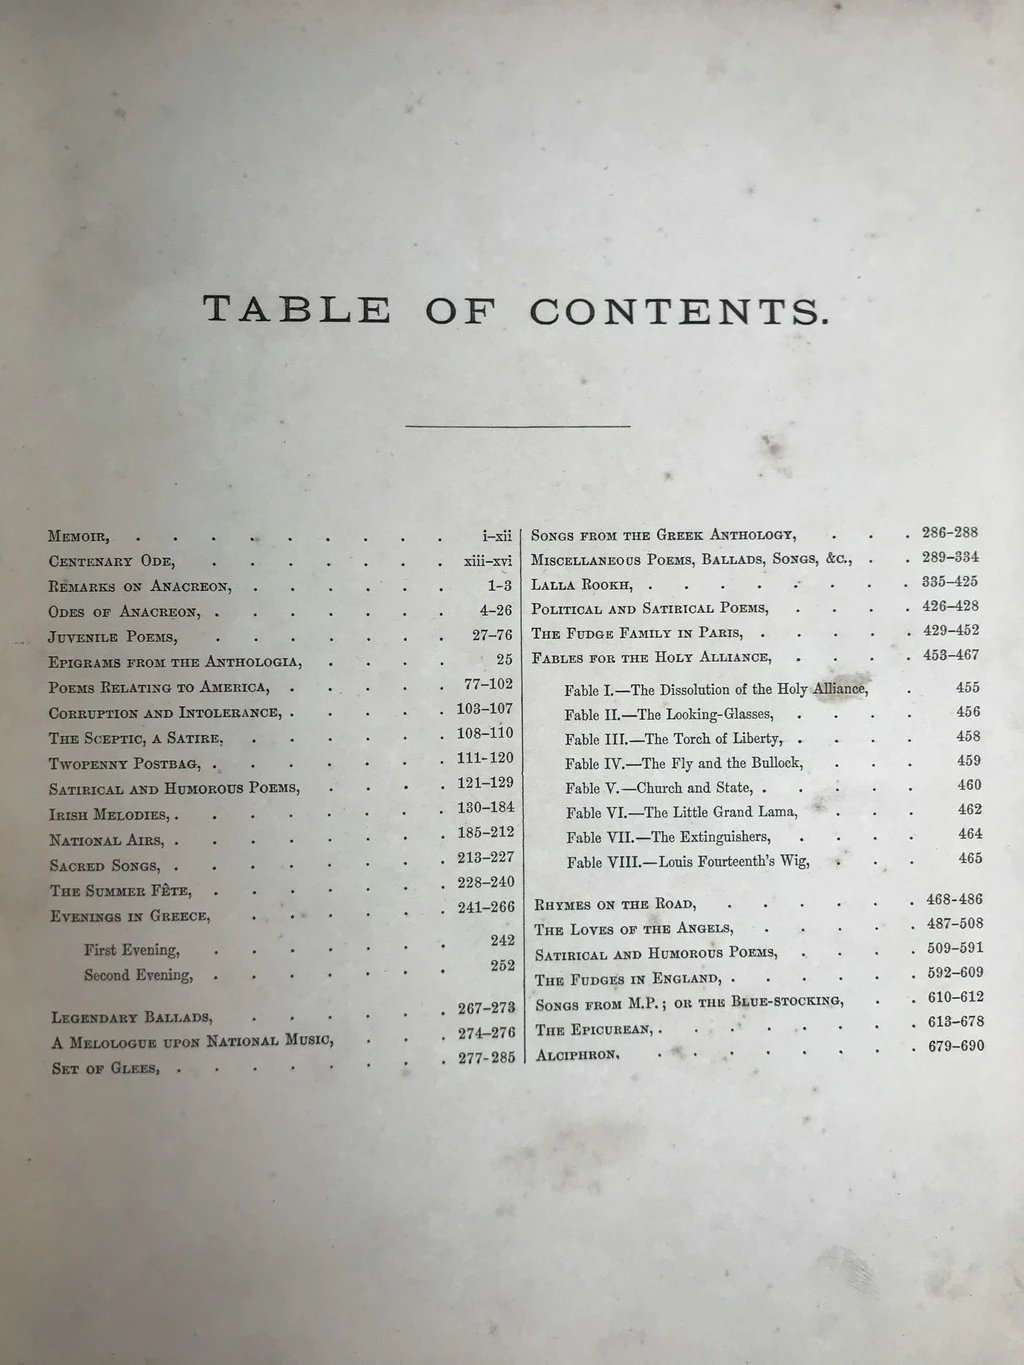 TABLE OF CONTENTS.
MEMOIR, . . . . . . . . . i–xii
CENTENARY ODE, . . . . . . . xiii–xvi
REMARKS ON ANACREON, . . . . . . 1–3
ODES OF ANACREON, . . . . . . . 4–26
JUVENILE POEMS, . . . . . . . 27–76
EPIGRAMS FROM THE ANTHOLOGIA, . . . . 25
POEMS RELATING TO AMERICA, . . . . . 77–102
CORRUPTION AND INTOLERANCE, . . . . . 103–107
THE SCEPTIC, A SATIRE, . . . . . . 108–110
TWOPENNY POSTBAG, . . . . . . . 111–120
SATIRICAL AND HUMOROUS POEMS, . . . . 121–129
IRISH MELODIES, . . . . . . . . 130–184
NATIONAL AIRS, . . . . . . . . 185–212
SACRED SONGS, . . . . . . . . 213–227
THE SUMMER FÊTE, . . . . . . . 228–240
EVENINGS IN GREECE, . . . . . . 241–266
First Evening, . . . . . . . 242
Second Evening, . . . . . . . 252
LEGENDARY BALLADS, . . . . . . 267–273
A MELOLOGUE UPON NATIONAL MUSIC, . . . 274–276
SET OF GLEES, . . . . . . . . 277–285
SONGS FROM THE GREEK ANTHOLOGY, . . . 286–288
MISCELLANEOUS POEMS, BALLADS, SONGS, &c., . . 289–334
LALLA ROOKH, . . . . . . . . 335–425
POLITICAL AND SATIRICAL POEMS, . . . . 426–428
THE FUDGE FAMILY IN PARIS, . . . . . 429–452
FABLES FOR THE HOLY ALLIANCE, . . . . 453–467
Fable I.—The Dissolution of the Holy Alliance, . 455
Fable II.—The Looking-Glasses, . . . . 456
Fable III.—The Torch of Liberty, . . . . 458
Fable IV.—The Fly and the Bullock, . . . 459
Fable V.—Church and State, . . . . . 460
Fable VI.—The Little Grand Lama, . . . 462
Fable VII.—The Extinguishers, . . . . 464
Fable VIII.—Louis Fourteenth's Wig, . . . 465
RHYMES ON THE ROAD, . . . . . . 468–486
THE LOVES OF THE ANGELS, . . . . . 487–508
SATIRICAL AND HUMOROUS POEMS, . . . . 509–591
THE FUDGES IN ENGLAND, . . . . . . 592–609
SONGS FROM M.P.; OR THE BLUE-STOCKING, . . 610–612
THE EPICUREAN, . . . . . . . . 613–678
ALCIPHRON, . . . . . . . . 679–690